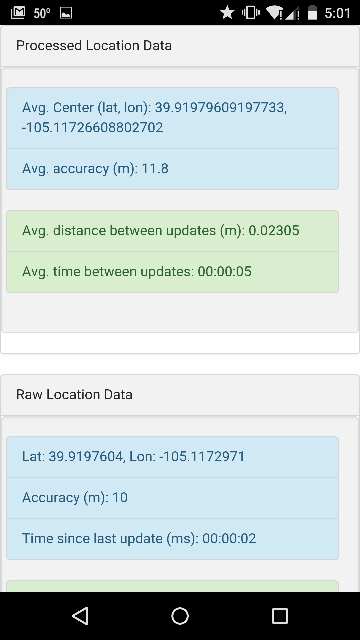 50° 5:01
Processed Location Data
Avg. Center (lat, lon): 39.91979609197733,
-105.11726608802702
Avg. accuracy (m): 11.8
Avg. distance between updates (m): 0.02305
Avg. time between updates: 00:00:05
Raw Location Data
Lat: 39.9197604, Lon: -105.1172971
Accuracy (m): 10
Time since last update (ms): 00:00:02